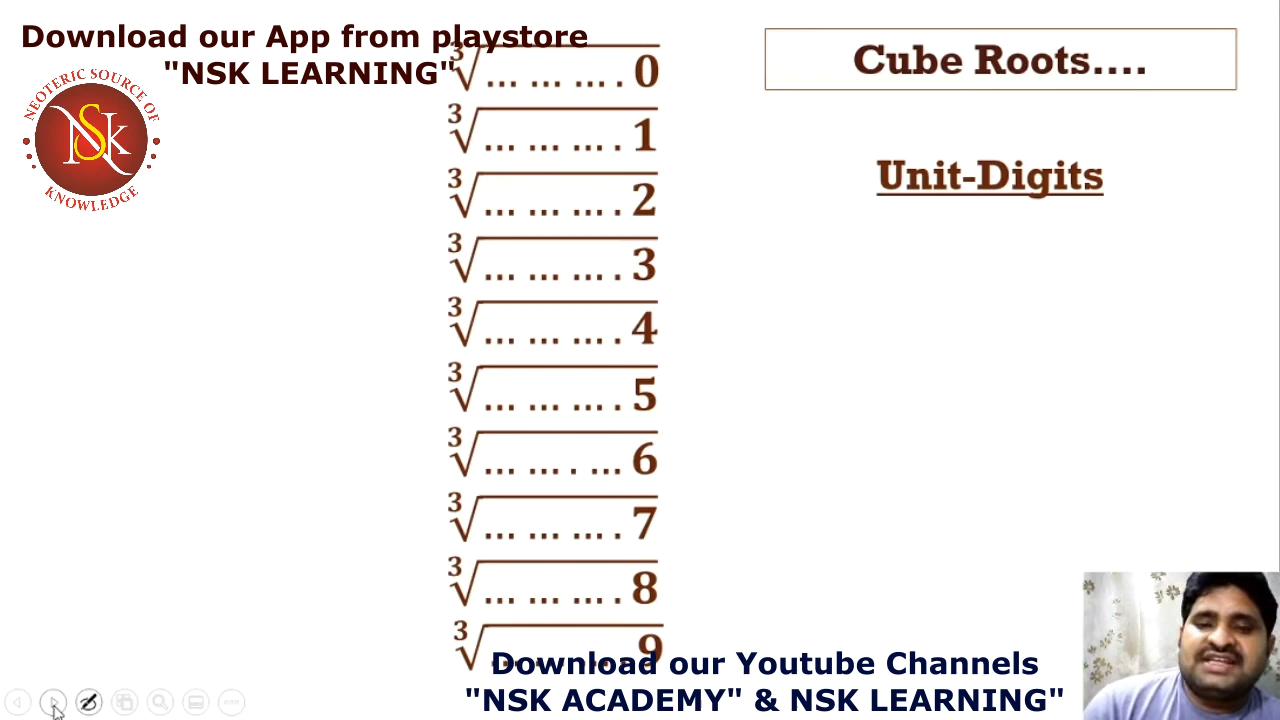 Download our App from playstore
"NSK LEARNING"
NEOTERIC SOURCE OF
NSK
KNOWLEDGE
Cube Roots....
Unit-Digits
∛... ... ... . 0
∛... ... ... . 1
∛... ... ... . 2
∛... ... ... . 3
∛... ... ... . 4
∛... ... ... . 5
∛... ... . ... 6
∛... ... ... . 7
∛... ... ... . 8
∛... ... ... . 9
Download our Youtube Channels
"NSK ACADEMY" & NSK LEARNING"